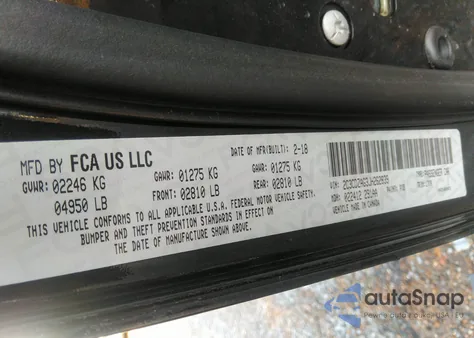 MFD BY FCA US LLC
DATE OF MFR(BUILT): 2-18
GVWR: 02246 KG
GAWR: 01275 KG
GAWR: 01275 KG
04950 LB
FRONT: 02810 LB
REAR: 02810 LB
THIS VEHICLE CONFORMS TO ALL APPLICABLE U.S.A. FEDERAL MOTOR VEHICLE SAFETY,
BUMPER AND THEFT PREVENTION STANDARDS IN EFFECT ON
THE DATE OF MANUFACTURE SHOWN ABOVE.
TYPE: PASSENGER CAR
VEHICLE MADE IN CANADA
autoSnap